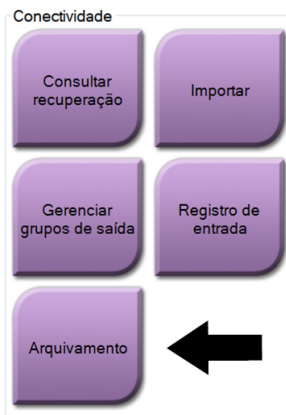 Conectividade
Consultar
recuperação
Importar
Gerenciar
grupos de saída
Registro de
entrada
Arquivamento